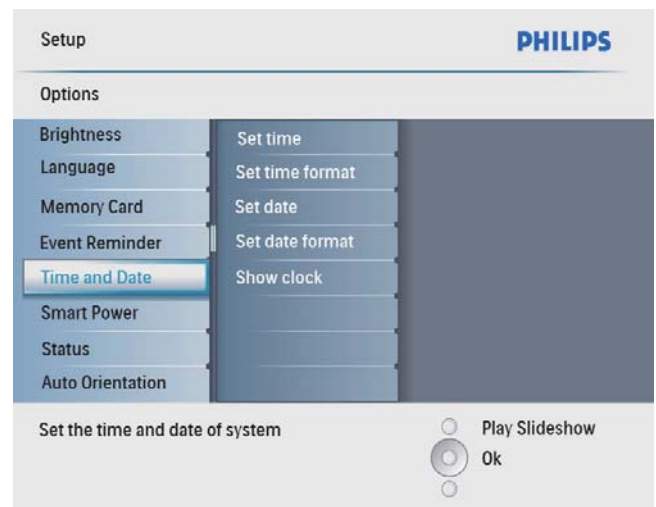 Setup
PHILIPS
Options
Brightness
Language
Memory Card
Event Reminder
Time and Date
Smart Power
Status
Auto Orientation
Set time
Set time format
Set date
Set date format
Show clock
Set the time and date of system
Play Slideshow
Ok